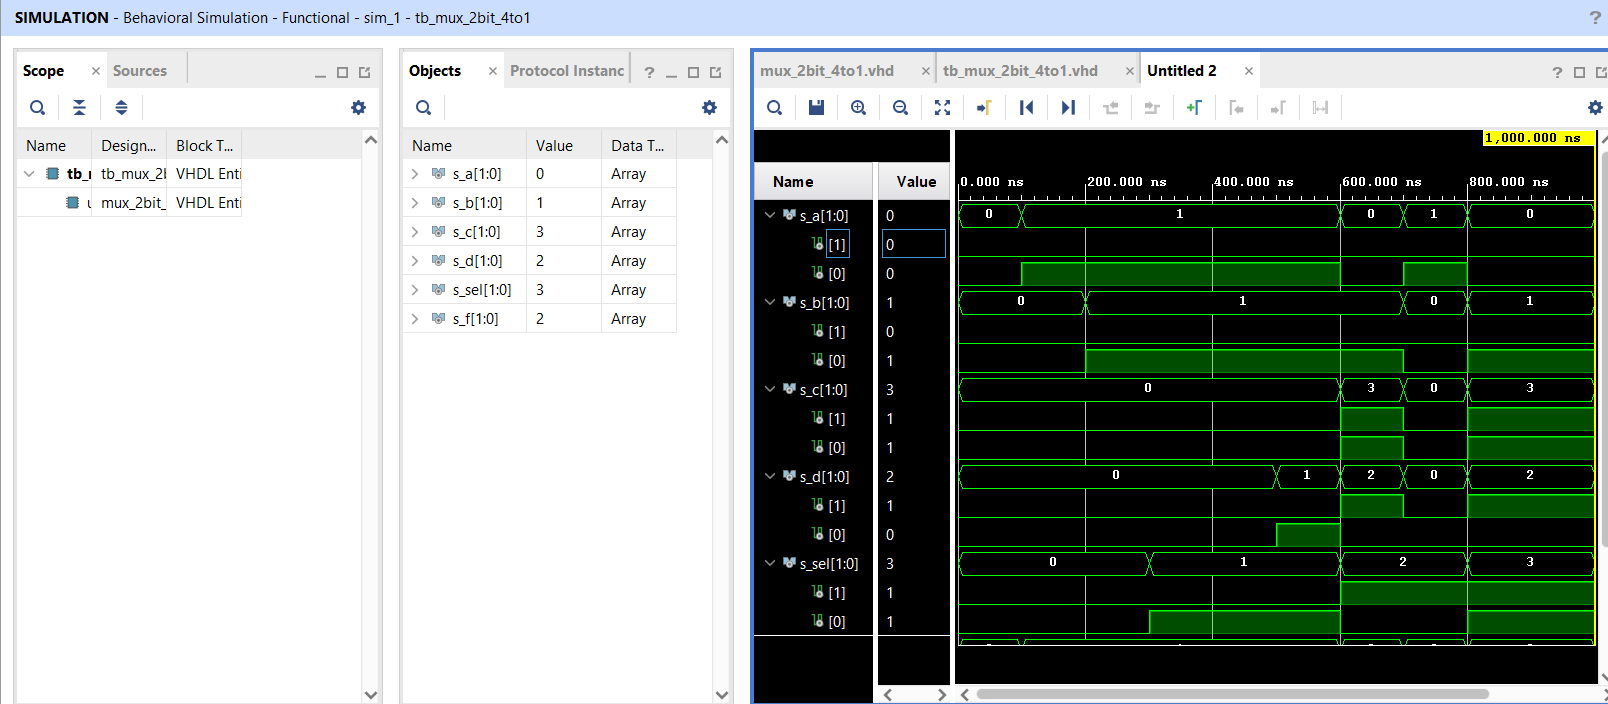 SIMULATION - Behavioral Simulation - Functional - sim_1 - tb_mux_2bit_4to1 ?
Scope × Sources
Name Design... Block T...
tb_r tb_mux_2l VHDL Enti
u mux_2bit_ VHDL Enti
Objects × Protocol Instanc ?
Name Value Data T...
s_a[1:0] 0 Array
s_b[1:0] 1 Array
s_c[1:0] 3 Array
s_d[1:0] 2 Array
s_sel[1:0] 3 Array
s_f[1:0] 2 Array
mux_2bit_4to1.vhd × tb_mux_2bit_4to1.vhd × Untitled 2 × ?
1,000.000 ns
Name Value 0.000 ns 200.000 ns 400.000 ns 600.000 ns 800.000 ns
s_a[1:0] 0 0 1 0 1 0
[1] 0
[0] 0
s_b[1:0] 1 0 1 0 1
[1] 0
[0] 1
s_c[1:0] 3 0 3 0 3
[1] 1
[0] 1
s_d[1:0] 2 0 1 2 0 2
[1] 1
[0] 0
s_sel[1:0] 3 0 1 2 3
[1] 1
[0] 1